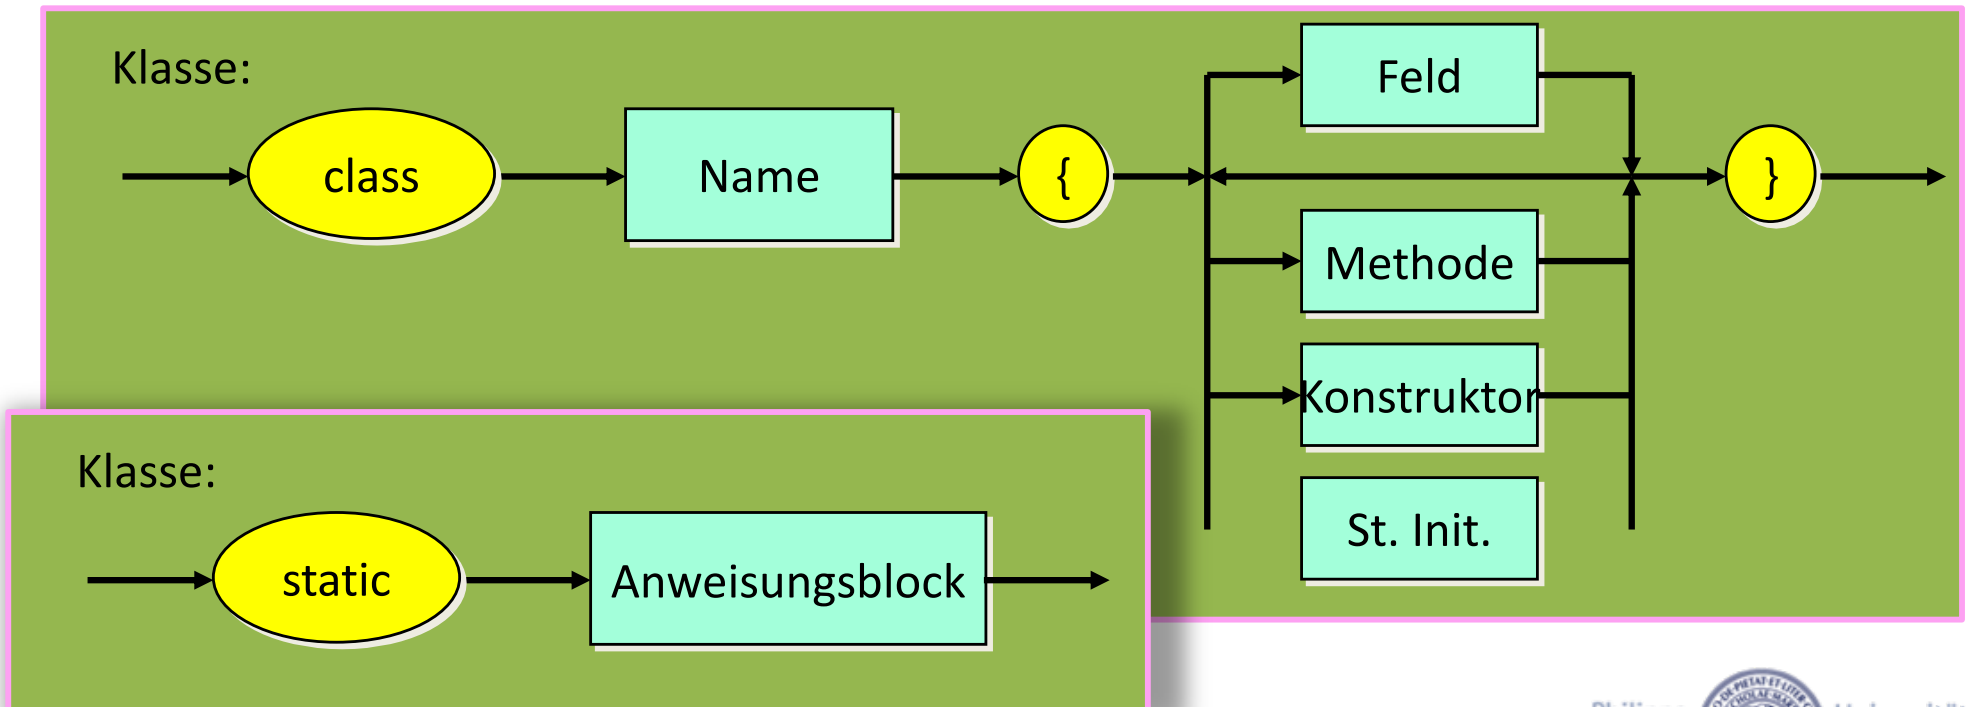 Klasse:
Feld
class
Name
{
}
Methode
Konstruktor
St. Init.
Klasse:
static
Anweisungsblock